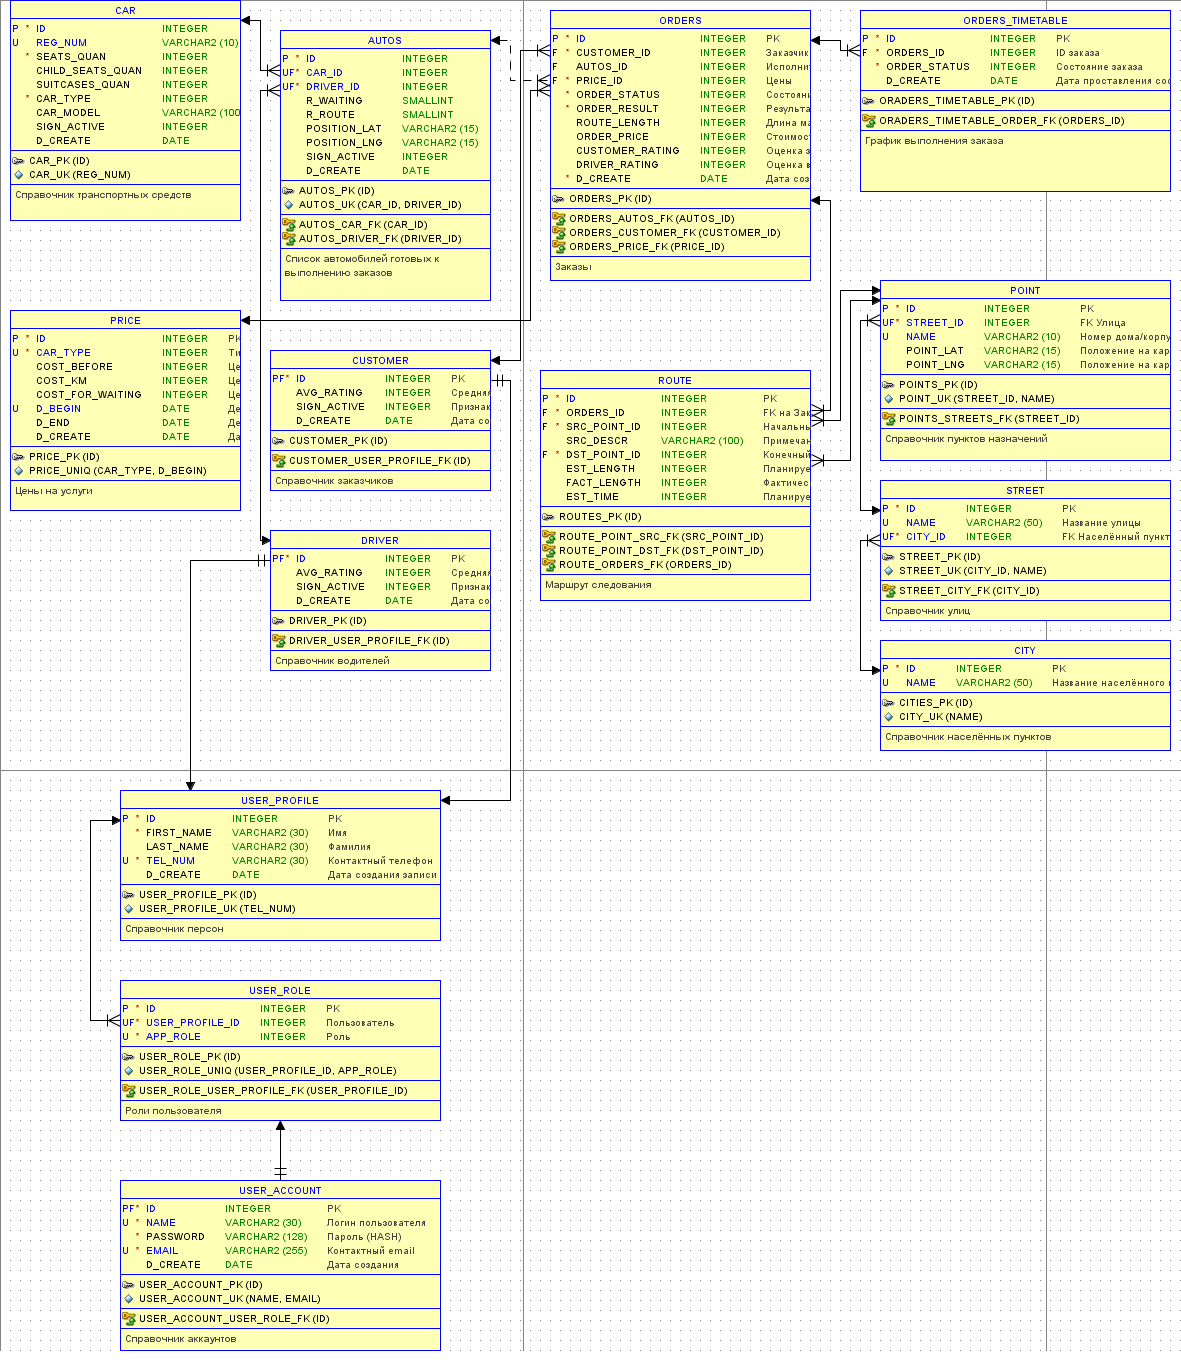 CAR
P * ID INTEGER
U REG_NUM VARCHAR2 (10)
* SEATS_QUAN INTEGER
CHILD_SEATS_QUAN INTEGER
SUITCASES_QUAN INTEGER
* CAR_TYPE INTEGER
CAR_MODEL VARCHAR2 (100
SIGN_ACTIVE INTEGER
D_CREATE DATE
CAR_PK (ID)
CAR_UK (REG_NUM)
Справочник транспортных средств
AUTOS
P * ID INTEGER
UF* CAR_ID INTEGER
UF* DRIVER_ID INTEGER
R_WAITING SMALLINT
R_ROUTE SMALLINT
POSITION_LAT VARCHAR2 (15)
POSITION_LNG VARCHAR2 (15)
SIGN_ACTIVE INTEGER
D_CREATE DATE
AUTOS_PK (ID)
AUTOS_UK (CAR_ID, DRIVER_ID)
AUTOS_CAR_FK (CAR_ID)
AUTOS_DRIVER_FK (DRIVER_ID)
Список автомобилей готовых к
выполнению заказов
ORDERS
P * ID INTEGER PK
F * CUSTOMER_ID INTEGER Заказчик
F AUTOS_ID INTEGER Исполни
F * PRICE_ID INTEGER Цены
* ORDER_STATUS INTEGER Состоян
* ORDER_RESULT INTEGER Результа
ROUTE_LENGTH INTEGER Длина ма
ORDER_PRICE INTEGER Стоимос
CUSTOMER_RATING INTEGER Оценка з
DRIVER_RATING INTEGER Оценка в
* D_CREATE DATE Дата соз
ORDERS_PK (ID)
ORDERS_AUTOS_FK (AUTOS_ID)
ORDERS_CUSTOMER_FK (CUSTOMER_ID)
ORDERS_PRICE_FK (PRICE_ID)
Заказы
ORDERS_TIMETABLE
P * ID INTEGER PK
F * ORDERS_ID INTEGER ID заказа
* ORDER_STATUS INTEGER Состояние заказа
D_CREATE DATE Дата проставления сос
ORADERS_TIMETABLE_PK (ID)
ORADERS_TIMETABLE_ORDER_FK (ORDERS_ID)
График выполнения заказа
PRICE
P * ID INTEGER PK
U * CAR_TYPE INTEGER Ти
COST_BEFORE INTEGER Це
COST_KM INTEGER Це
COST_FOR_WAITING INTEGER Це
U D_BEGIN DATE Де
D_END DATE Де
D_CREATE DATE Да
PRICE_PK (ID)
PRICE_UNIQ (CAR_TYPE, D_BEGIN)
Цены на услуги
CUSTOMER
PF* ID INTEGER PK
AVG_RATING INTEGER Средняя
SIGN_ACTIVE INTEGER Признак
D_CREATE DATE Дата со
CUSTOMER_PK (ID)
CUSTOMER_USER_PROFILE_FK (ID)
Справочник заказчиков
ROUTE
P * ID INTEGER PK
F * ORDERS_ID INTEGER FK на Зак
F * SRC_POINT_ID INTEGER Начальны
SRC_DESCR VARCHAR2 (100) Примечан
F * DST_POINT_ID INTEGER Конечный
EST_LENGTH INTEGER Планируе
FACT_LENGTH INTEGER Фактичес
EST_TIME INTEGER Планируе
ROUTES_PK (ID)
ROUTE_POINT_SRC_FK (SRC_POINT_ID)
ROUTE_POINT_DST_FK (DST_POINT_ID)
ROUTE_ORDERS_FK (ORDERS_ID)
Маршрут следования
POINT
P * ID INTEGER PK
UF* STREET_ID INTEGER FK Улица
U NAME VARCHAR2 (10) Номер дома/корпу
POINT_LAT VARCHAR2 (15) Положение на кар
POINT_LNG VARCHAR2 (15) Положение на кар
POINTS_PK (ID)
POINT_UK (STREET_ID, NAME)
POINTS_STREETS_FK (STREET_ID)
Справочник пунктов назначений
STREET
P * ID INTEGER PK
U NAME VARCHAR2 (50) Название улицы
UF* CITY_ID INTEGER FK Населённый пункт
STREET_PK (ID)
STREET_UK (CITY_ID, NAME)
STREET_CITY_FK (CITY_ID)
Справочник улиц
CITY
P * ID INTEGER PK
U NAME VARCHAR2 (50) Название населённого
CITIES_PK (ID)
CITY_UK (NAME)
Справочник населённых пунктов
DRIVER
PF* ID INTEGER PK
AVG_RATING INTEGER Средняя
SIGN_ACTIVE INTEGER Признак
D_CREATE DATE Дата со
DRIVER_PK (ID)
DRIVER_USER_PROFILE_FK (ID)
Справочник водителей
USER_PROFILE
P * ID INTEGER PK
* FIRST_NAME VARCHAR2 (30) Имя
LAST_NAME VARCHAR2 (30) Фамилия
U * TEL_NUM VARCHAR2 (30) Контактный телефон
D_CREATE DATE Дата создания записи
USER_PROFILE_PK (ID)
USER_PROFILE_UK (TEL_NUM)
Справочник персон
USER_ROLE
P * ID INTEGER PK
UF* USER_PROFILE_ID INTEGER Пользователь
U * APP_ROLE INTEGER Роль
USER_ROLE_PK (ID)
USER_ROLE_UNIQ (USER_PROFILE_ID, APP_ROLE)
USER_ROLE_USER_PROFILE_FK (USER_PROFILE_ID)
Роли пользователя
USER_ACCOUNT
PF* ID INTEGER PK
U * NAME VARCHAR2 (30) Логин пользователя
* PASSWORD VARCHAR2 (128) Пароль (HASH)
U * EMAIL VARCHAR2 (255) Контактный email
D_CREATE DATE Дата создания
USER_ACCOUNT_PK (ID)
USER_ACCOUNT_UK (NAME, EMAIL)
USER_ACCOUNT_USER_ROLE_FK (ID)
Справочник аккаунтов